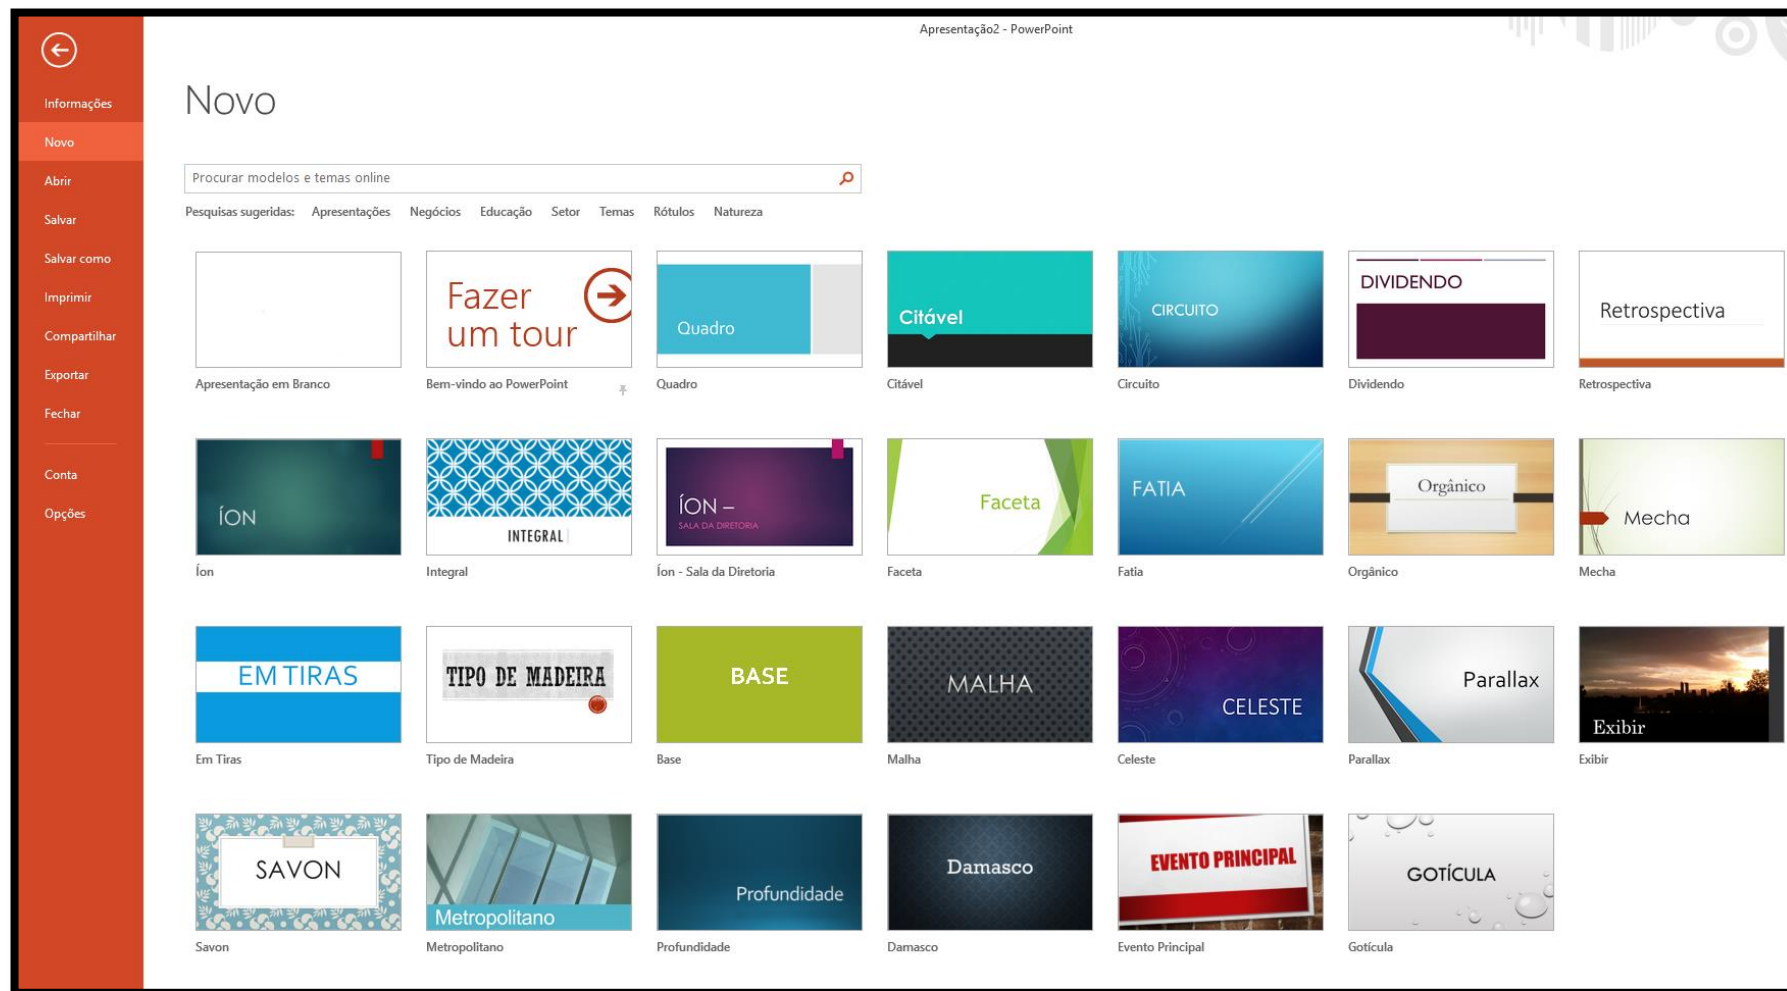 Apresentação2 - PowerPoint
Informações
Novo
Abrir
Salvar
Salvar como
Imprimir
Compartilhar
Exportar
Fechar
Conta
Opções
Novo
Procurar modelos e temas online
Pesquisas sugeridas: Apresentações Negócios Educação Setor Temas Rótulos Natureza
Fazer
um tour
Quadro
Citável
CIRCUITO
DIVIDENDO
Retrospectiva
Apresentação em Branco
Bem-vindo ao PowerPoint
Quadro
Citável
Circuito
Dividendo
Retrospectiva
ÍON
INTEGRAL
ÍON –
SALA DA DIRETORIA
Faceta
FATIA
Orgânico
Mecha
Íon
Integral
Íon - Sala da Diretoria
Faceta
Fatia
Orgânico
Mecha
EM TIRAS
TIPO DE MADEIRA
BASE
MALHA
CELESTE
Parallax
Exibir
Em Tiras
Tipo de Madeira
Base
Malha
Celeste
Parallax
Exibir
SAVON
Metropolitano
Profundidade
Damasco
EVENTO PRINCIPAL
GOTÍCULA
Savon
Metropolitano
Profundidade
Damasco
Evento Principal
Gotícula